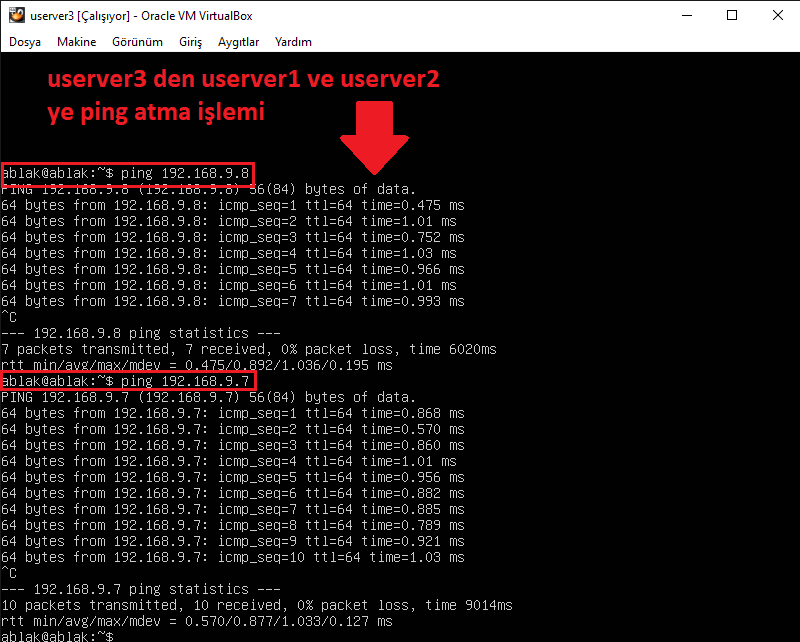 userver3 [Çalışıyor] - Oracle VM VirtualBox
Dosya Makine Görünüm Giriş Aygıtlar Yardım
userver3 den userver1 ve userver2
ye ping atma işlemi
ablak@ablak:~$ ping 192.168.9.8
PING 192.168.9.8 (192.168.9.8) 56(84) bytes of data.
64 bytes from 192.168.9.8: icmp_seq=1 ttl=64 time=0.475 ms
64 bytes from 192.168.9.8: icmp_seq=2 ttl=64 time=1.01 ms
64 bytes from 192.168.9.8: icmp_seq=3 ttl=64 time=0.752 ms
64 bytes from 192.168.9.8: icmp_seq=4 ttl=64 time=1.03 ms
64 bytes from 192.168.9.8: icmp_seq=5 ttl=64 time=0.966 ms
64 bytes from 192.168.9.8: icmp_seq=6 ttl=64 time=1.01 ms
64 bytes from 192.168.9.8: icmp_seq=7 ttl=64 time=0.993 ms
^C
--- 192.168.9.8 ping statistics ---
7 packets transmitted, 7 received, 0% packet loss, time 6020ms
rtt min/avg/max/mdev = 0.475/0.892/1.036/0.195 ms
ablak@ablak:~$ ping 192.168.9.7
PING 192.168.9.7 (192.168.9.7) 56(84) bytes of data.
64 bytes from 192.168.9.7: icmp_seq=1 ttl=64 time=0.868 ms
64 bytes from 192.168.9.7: icmp_seq=2 ttl=64 time=0.570 ms
64 bytes from 192.168.9.7: icmp_seq=3 ttl=64 time=0.860 ms
64 bytes from 192.168.9.7: icmp_seq=4 ttl=64 time=1.01 ms
64 bytes from 192.168.9.7: icmp_seq=5 ttl=64 time=0.956 ms
64 bytes from 192.168.9.7: icmp_seq=6 ttl=64 time=0.882 ms
64 bytes from 192.168.9.7: icmp_seq=7 ttl=64 time=0.885 ms
64 bytes from 192.168.9.7: icmp_seq=8 ttl=64 time=0.789 ms
64 bytes from 192.168.9.7: icmp_seq=9 ttl=64 time=0.921 ms
64 bytes from 192.168.9.7: icmp_seq=10 ttl=64 time=1.03 ms
^C
--- 192.168.9.7 ping statistics ---
10 packets transmitted, 10 received, 0% packet loss, time 9014ms
rtt min/avg/max/mdev = 0.570/0.877/1.033/0.127 ms
ablak@ablak:~$